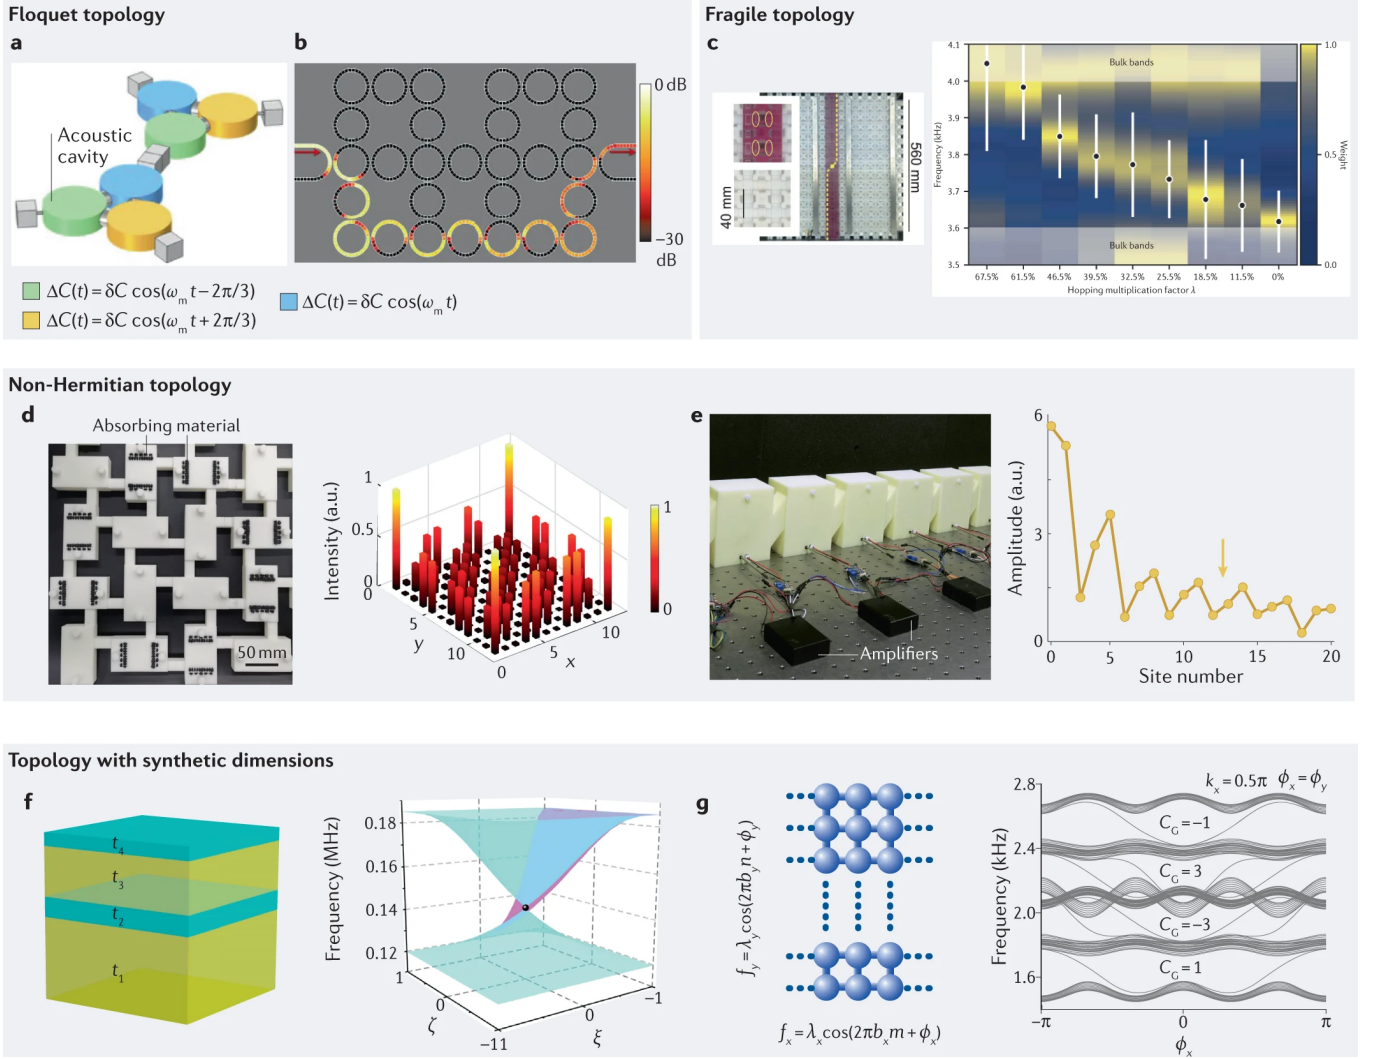 Floquet topology
a
b
Acoustic
cavity
0 dB
−30
dB
ΔC(t) = δC cos(ωm t − 2π/3)
ΔC(t) = δC cos(ωm t)
ΔC(t) = δC cos(ωm t + 2π/3)
Fragile topology
c
40 mm
560 mm
Frequency (kHz)
4.1
4.0
3.9
3.8
3.7
3.6
3.5
Bulk bands
Bulk bands
67.5% 61.5% 46.5% 39.5% 32.5% 25.5% 18.5% 11.5% 0%
Hopping multiplication factor λ
1.0
0.5
0.0
Weight
Non-Hermitian topology
d
Absorbing material
50 mm
Intensity (a.u.)
1
0.5
0
0
5
10
y
0
5
10
x
1
0
e
Amplifiers
Amplitude (a.u.)
6
3
0
0 5 10 15 20
Site number
Topology with synthetic dimensions
f
t4
t3
t2
t1
Frequency (MHz)
0.18
0.16
0.14
0.12
1
0
−11
ζ
0
−1
ξ
g
fy = λy cos(2πby n + ϕy)
fx = λx cos(2πbx m + ϕx)
kx = 0.5π ϕx = ϕy
Frequency (kHz)
2.8
2.4
2.0
1.6
CG = −1
CG = 3
CG = −3
CG = 1
−π 0 π
ϕx